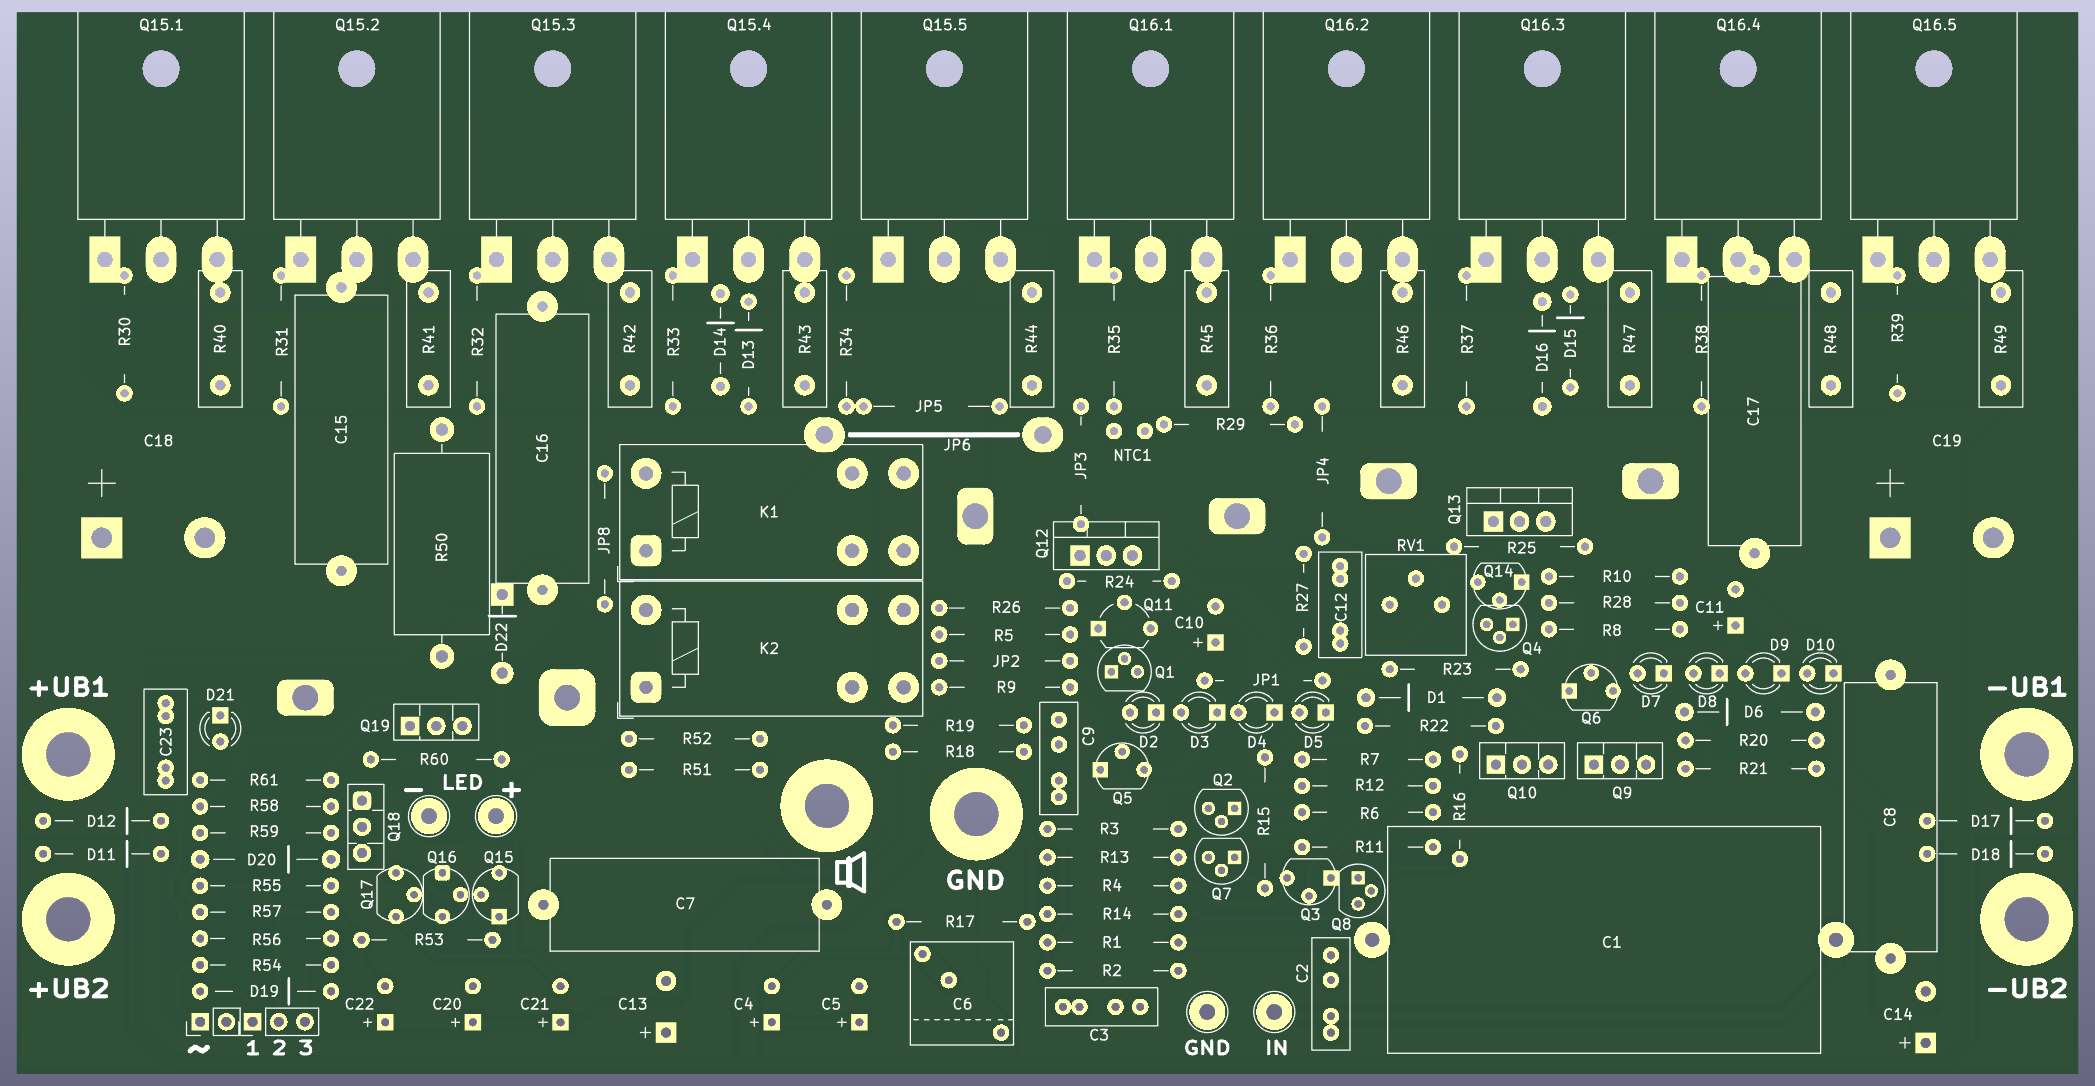 Q15.1 Q15.2 Q15.3 Q15.4 Q15.5 Q16.1 Q16.2 Q16.3 Q16.4 Q16.5
R30 R40 R31 R41 R32 R42 R33 D14 D13 R43 R34 R44 R35 R45 R36 R46 R37 D16 D15 R47 R38 R48 R39 R49
JP5
C18 C15 C16 JP6 R29 C17 C19
JP3 NTC1 JP4
K1 Q13
R50 JP8 Q12 RV1 R25
R24 Q14 R10
R26 Q11 R27 C12 R28 C11 +
D22 R5 C10 + R8
K2 Q4
JP2 Q1 R23 D9 D10
+UB1 R9 JP1 -UB1
D21 D1 D7 D8 D6
Q19 R19 R22 Q6
C23 R52 R18 C9 D2 D3 D4 D5 R20
R60 R7 R21
R61 LED R51 Q5 Q2 R12 Q10 Q9
- +
R58 R15 R6 R16 C8
D12 R59 Q18 R3 D17
D11 D20 Q16 Q15 R13 R11 D18
R55 Q17 GND R4 Q7
R57 C7 R14 Q3 Q8
R56 R53 R17 R1 C1
R54 R2 C2
+UB2 D19 -UB2
C22 C20 C21 C13 C4 C5 C6 C14
+ + + + + + +
C3
~ 1 2 3 GND IN